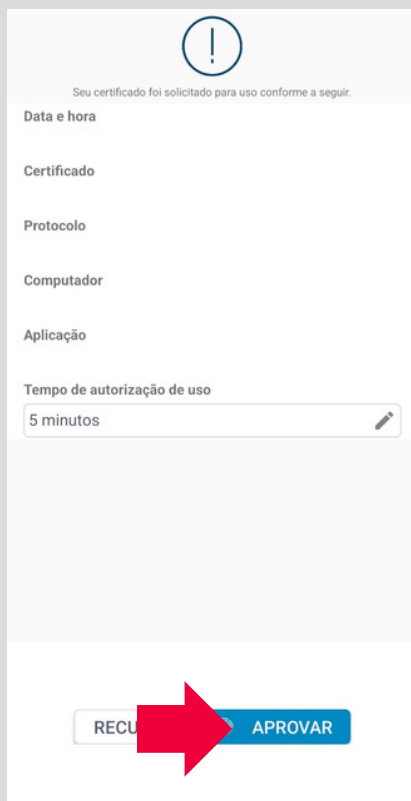 Seu certificado foi solicitado para uso conforme a seguir.
Data e hora
Certificado
Protocolo
Computador
Aplicação
Tempo de autorização de uso
5 minutos
RECU
APROVAR